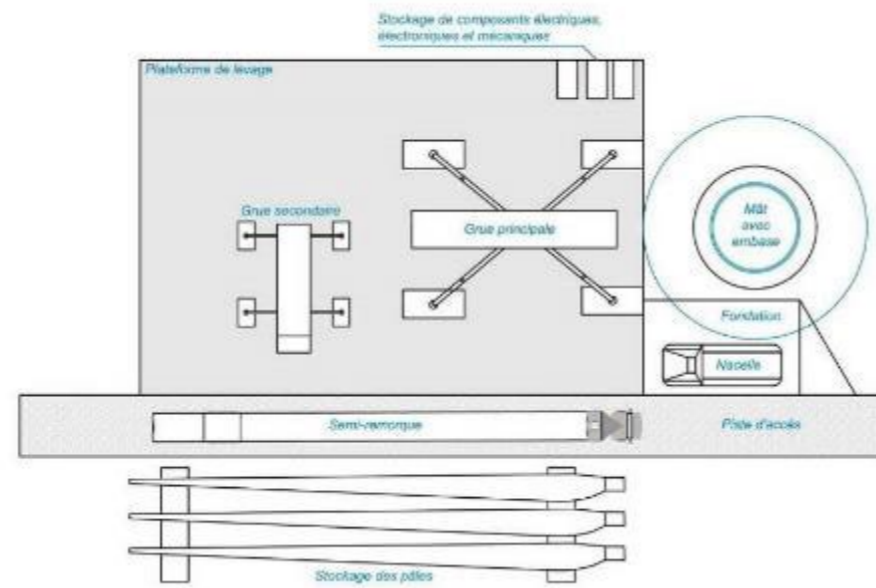 Stockage de composants électriques,
électroniques et mécaniques
Plateforme de levage
Grue secondaire
Grue principale
Mât
avec
embase
Fondation
Nacelle
Semi-remorque
Piste d'accès
Stockage des pâles